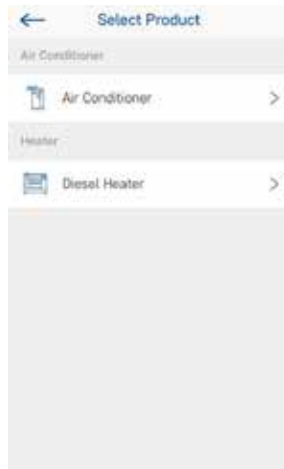 Select Product
Air Conditioner
Air Conditioner
Heater
Diesel Heater